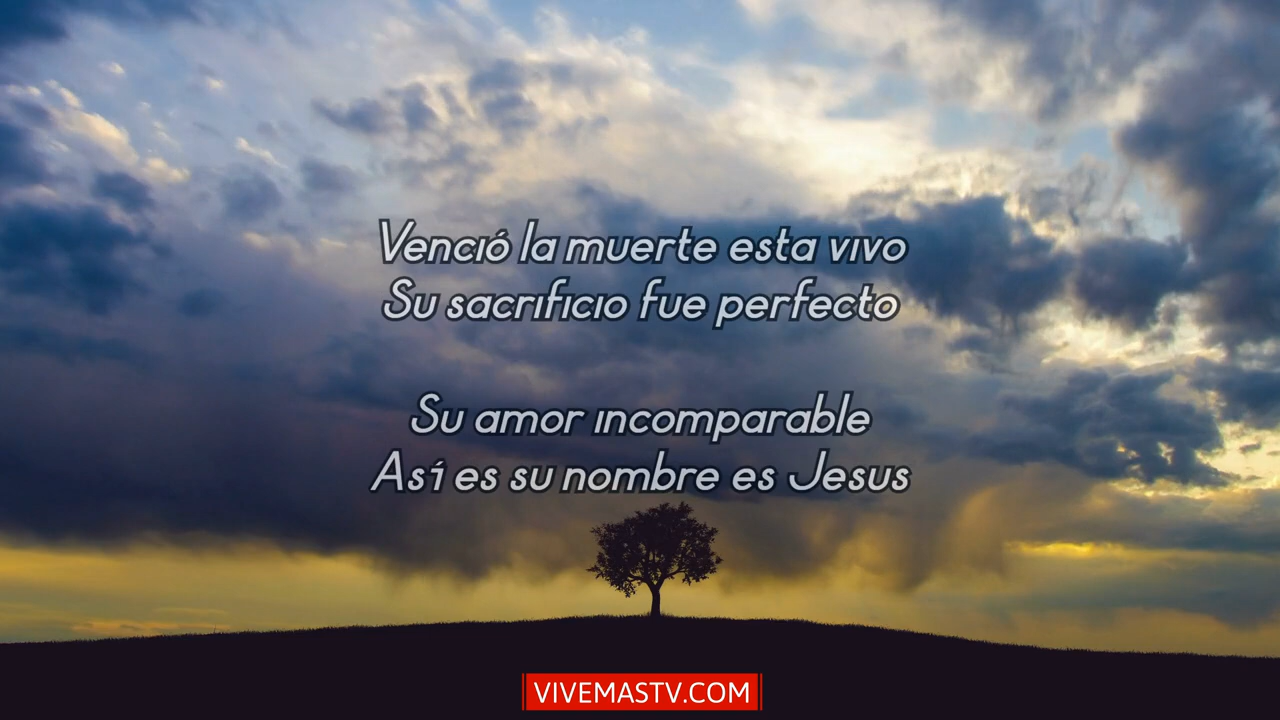 Venció la muerte esta vivo
Su sacrificio fue perfecto
Su amor incomparable
Así es su nombre es Jesus
VIVEMASTV.COM